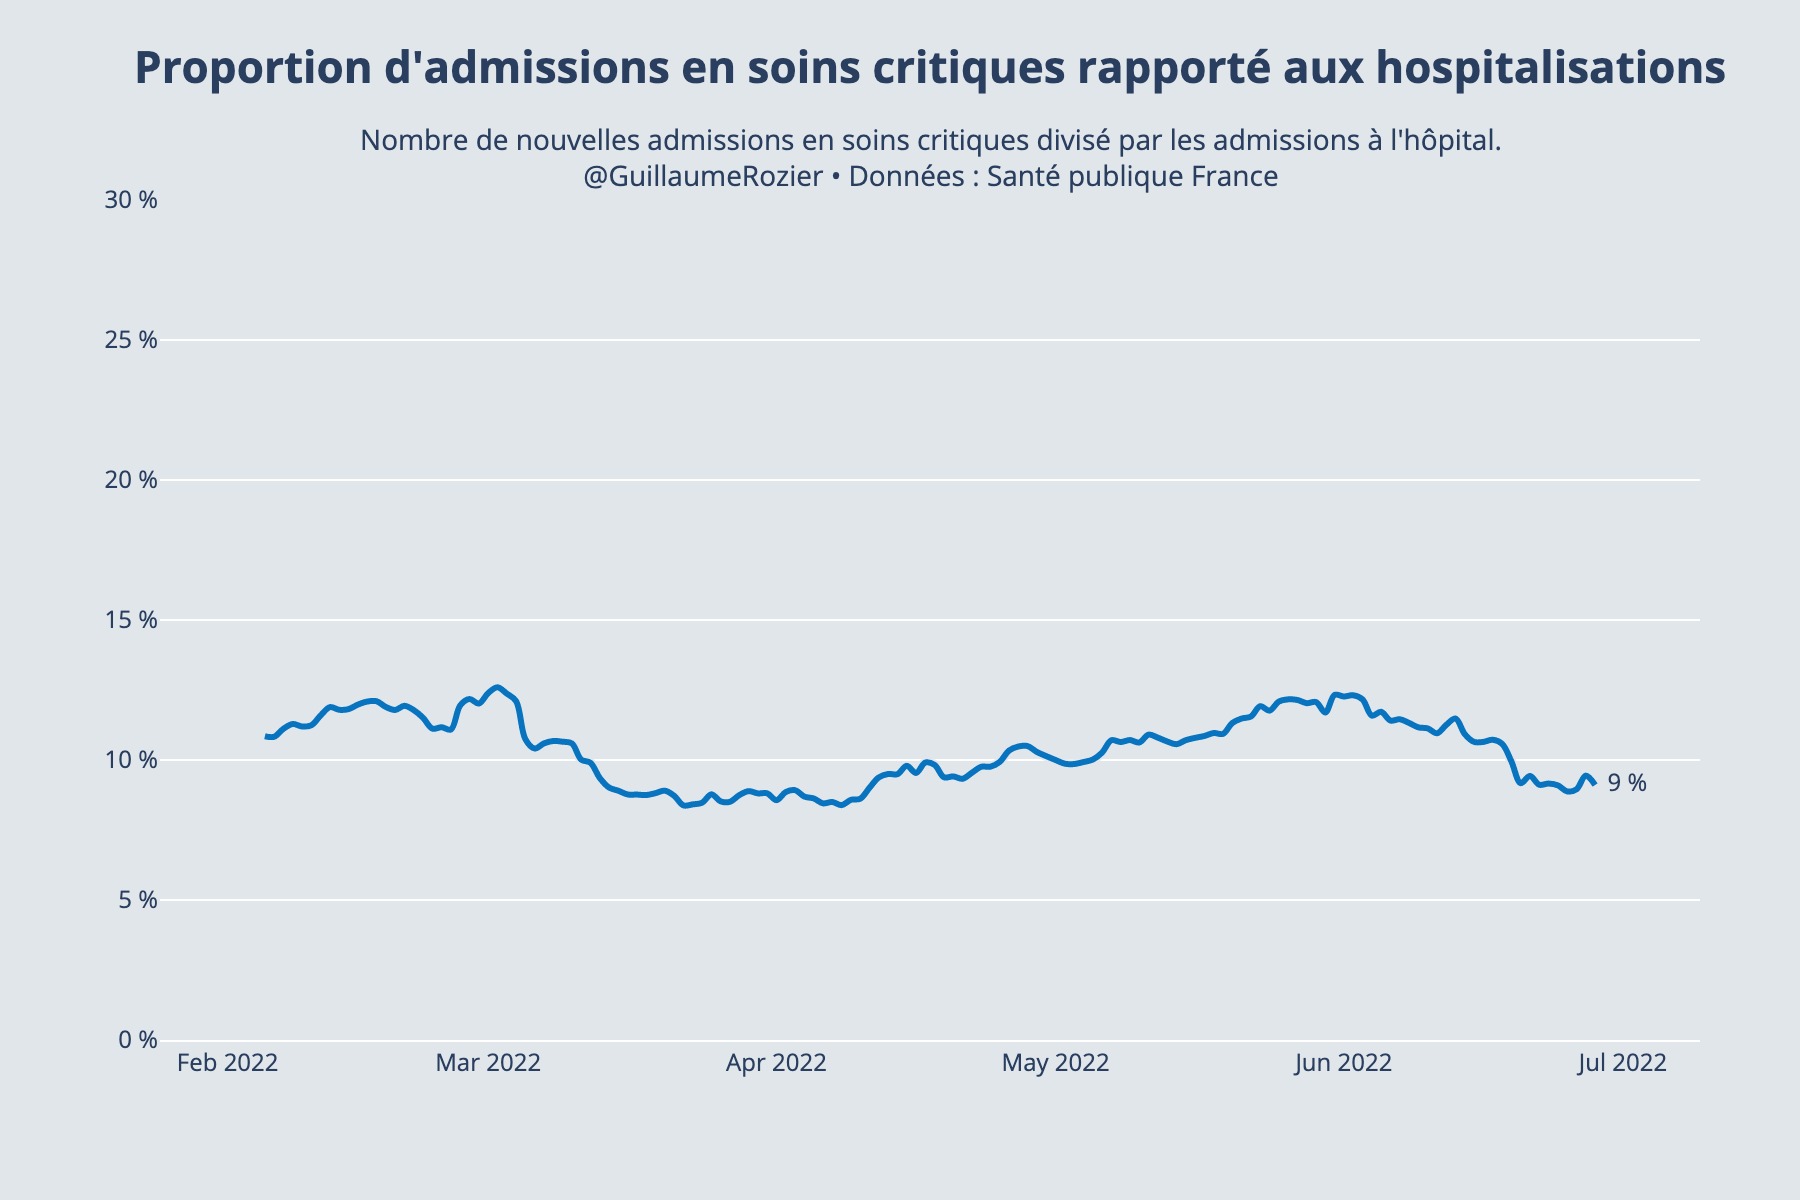 Proportion d'admissions en soins critiques rapporté aux hospitalisations
Nombre de nouvelles admissions en soins critiques divisé par les admissions à l'hôpital.
@GuillaumeRozier • Données : Santé publique France
30 %
25 %
20 %
15 %
10 %
9 %
5 %
0 %
Feb 2022 Mar 2022 Apr 2022 May 2022 Jun 2022 Jul 2022